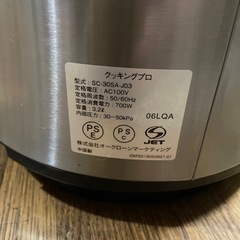 クッキングプロ
型式：SC-30SA-J03
定格電圧：AC100V
定格周波数：50/60Hz
定格消費電力：700W
容量：3.2ℓ
内部圧力：30～50kPa
06LQA
PS E
PS C
S JET
株式会社オークローンマーケティング
中国製